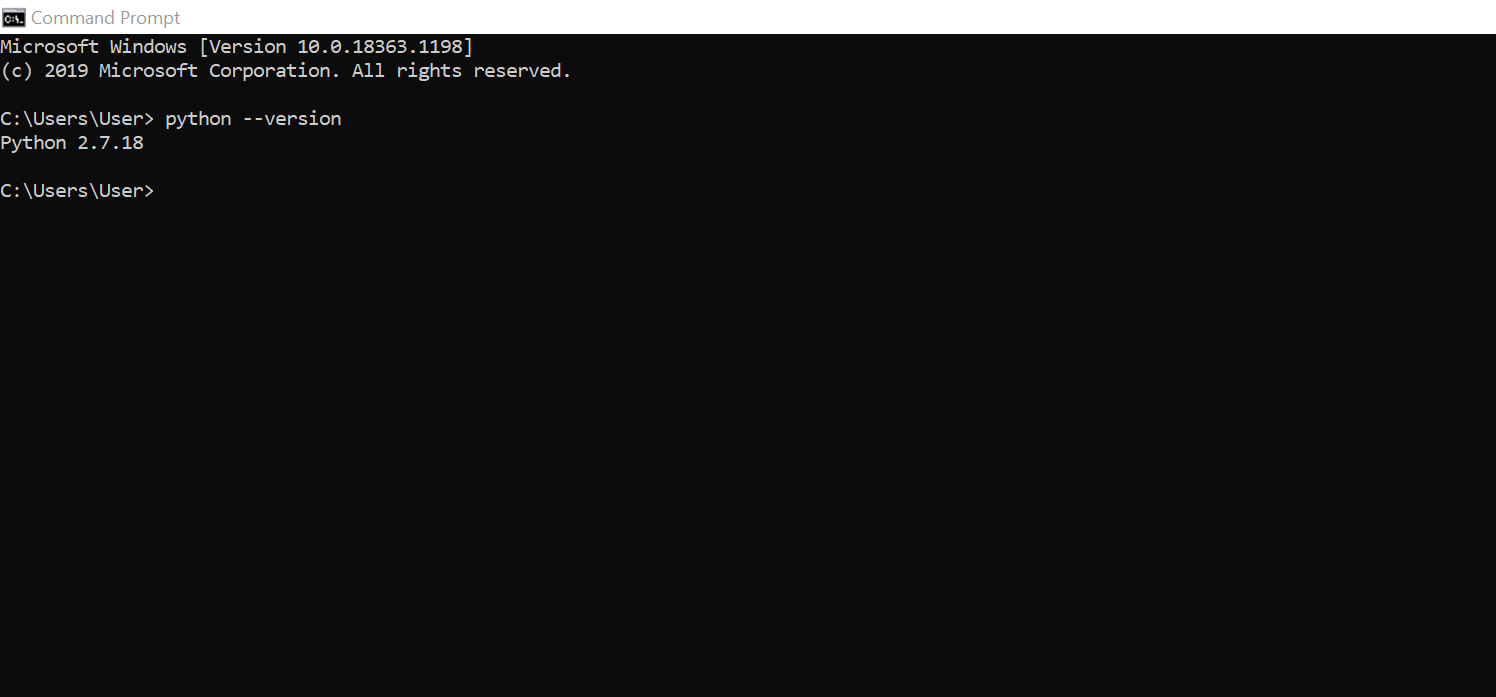 Command Prompt
Microsoft Windows [Version 10.0.18363.1198]
(c) 2019 Microsoft Corporation. All rights reserved.
C:\Users\User> python --version
Python 2.7.18
C:\Users\User>